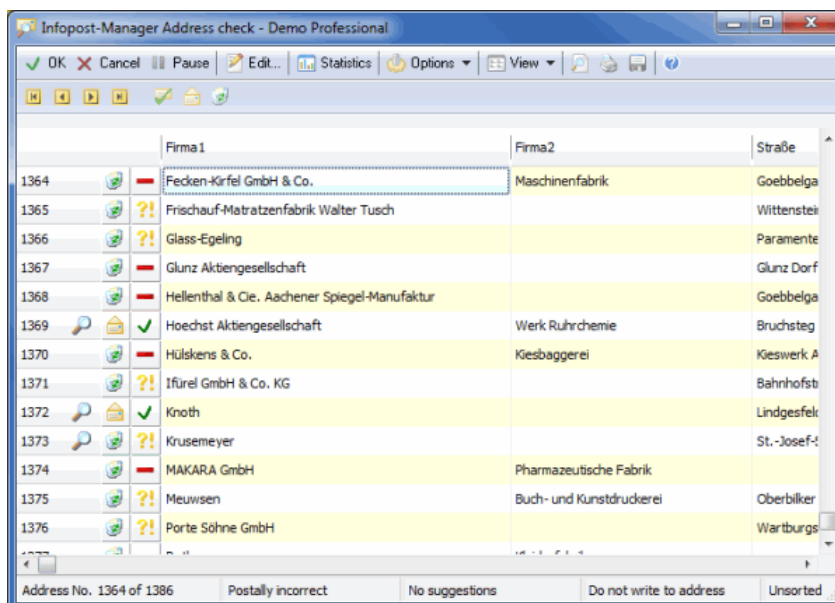 Infopost-Manager Address check - Demo Professional
OK Cancel Pause Edit... Statistics Options View
Firma1 Firma2 Straße
1364 Fecken-Kirfel GmbH & Co. Maschinenfabrik Goebbelga
1365 Frischauf-Matratzenfabrik Walter Tusch Wittenstei
1366 ?! Glass-Egeling Paramente
1367 Glunz Aktiengesellschaft Glunz Dorf
1368 Hellenthal & Cie. Aachener Spiegel-Manufaktur Goebbelga
1369 Hoechst Aktiengesellschaft Werk Ruhrchemie Bruchsteg
1370 Hülskens & Co. Kiesbaggerei Kieswerk A
1371 ?! Ifürel GmbH & Co. KG Bahnhofst
1372 Knoth Lindgesfel
1373 ?! Krusemeyer St.-Josef-S
1374 MAKARA GmbH Pharmazeutische Fabrik
1375 ?! Meuwsen Buch- und Kunstdruckerei Oberbilker
1376 ?! Porte Söhne GmbH Wartburgs
Address No. 1364 of 1386 Postally incorrect No suggestions Do not write to address Unsorted